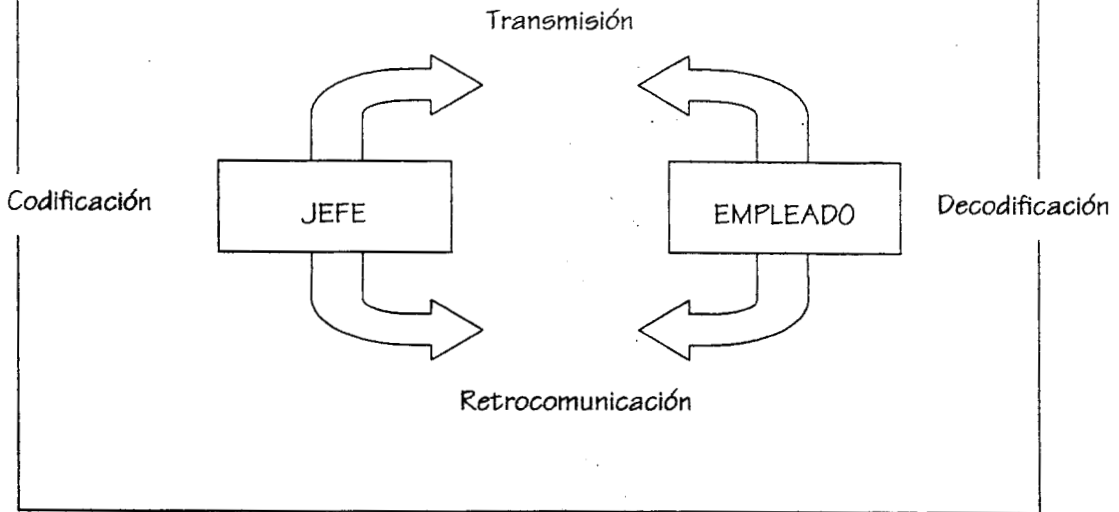 Transmisión
Codificación
JEFE
EMPLEADO
Decodificación
Retrocomunicación